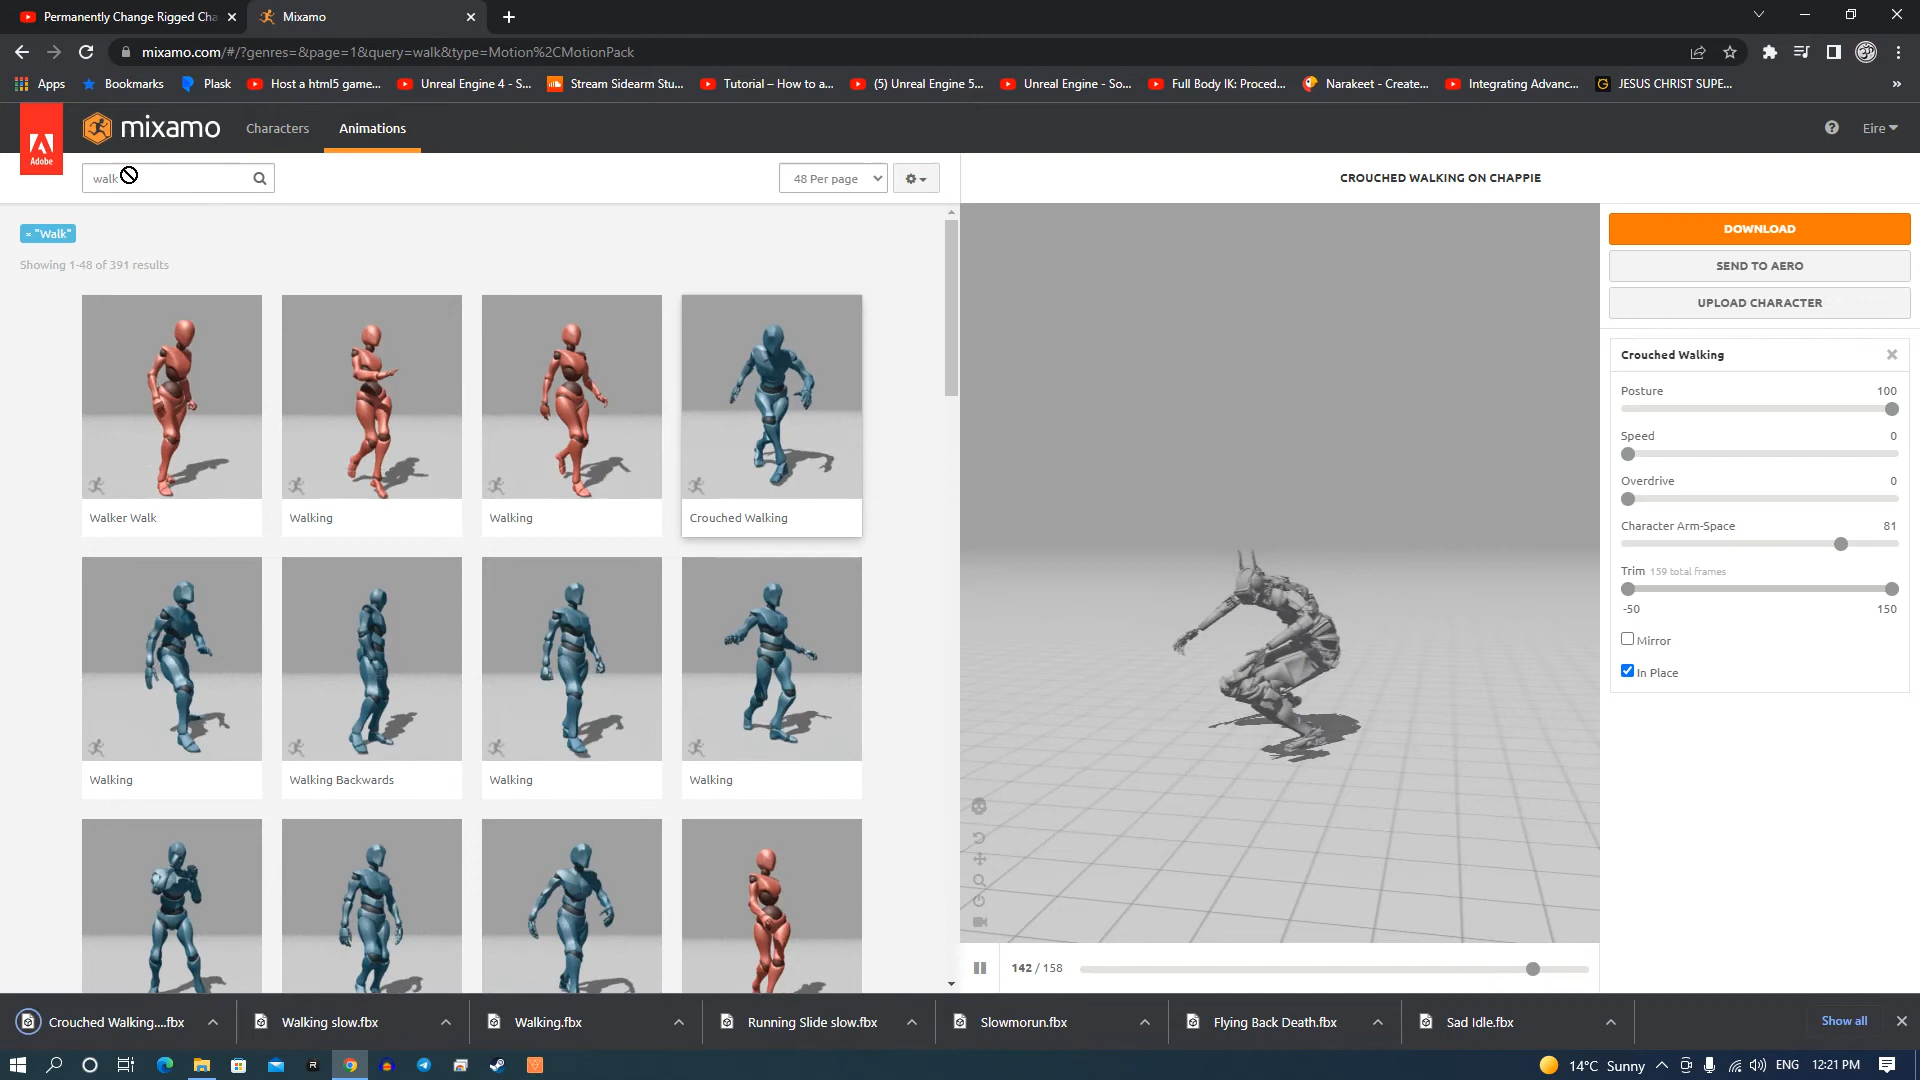 Permanently Change Rigged Cha
Mixamo
mixamo.com/#/?genres=&page=1&query=walk&type=Motion%2CMotionPack
Apps
Bookmarks
Plask
Host a html5 game...
Unreal Engine 4 - S...
Stream Sidearm Stu...
Tutorial – How to a...
(5) Unreal Engine 5...
Unreal Engine - So...
Full Body IK: Proced...
Narakeet - Create...
Integrating Advanc...
JESUS CHRIST SUPE...
»
Adobe
mixamo
Characters
Animations
Eire
walk
48 Per page
CROUCHED WALKING ON CHAPPIE
× "Walk"
Showing 1-48 of 391 results
Walker Walk
Walking
Walking
Crouched Walking
Walking
Walking Backwards
Walking
Walking
DOWNLOAD
SEND TO AERO
UPLOAD CHARACTER
Crouched Walking
Posture 100
Speed 0
Overdrive 0
Character Arm-Space 81
Trim 159 total frames
-50 150
Mirror
In Place
142 / 158
Crouched Walking....fbx
Walking slow.fbx
Walking.fbx
Running Slide slow.fbx
Slowmorun.fbx
Flying Back Death.fbx
Sad Idle.fbx
Show all
14°C Sunny
ENG
12:21 PM